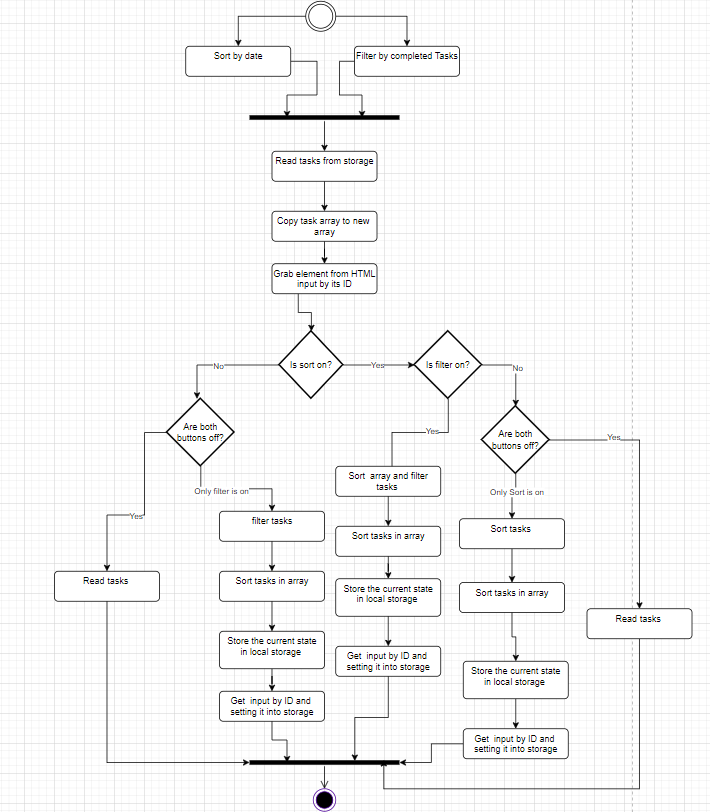 Sort by date
Filter by completed Tasks
Read tasks from storage
Copy task array to new
array
Grab element from HTML
input by its ID
Is sort on?
Yes
Is filter on?
No
No
Are both
buttons off?
Are both
buttons off?
Yes
Yes
Sort  array and filter
tasks
Only filter is on
Only Sort is on
Yes
filter tasks
Sort tasks in array
Sort tasks
Read tasks
Sort tasks in array
Store the current state
in local storage
Sort tasks in array
Read tasks
Store the current state
in local storage
Get  input by ID and
setting it into storage
Store the current state
in local storage
Get  input by ID and
setting it into storage
Get  input by ID and
setting it into storage